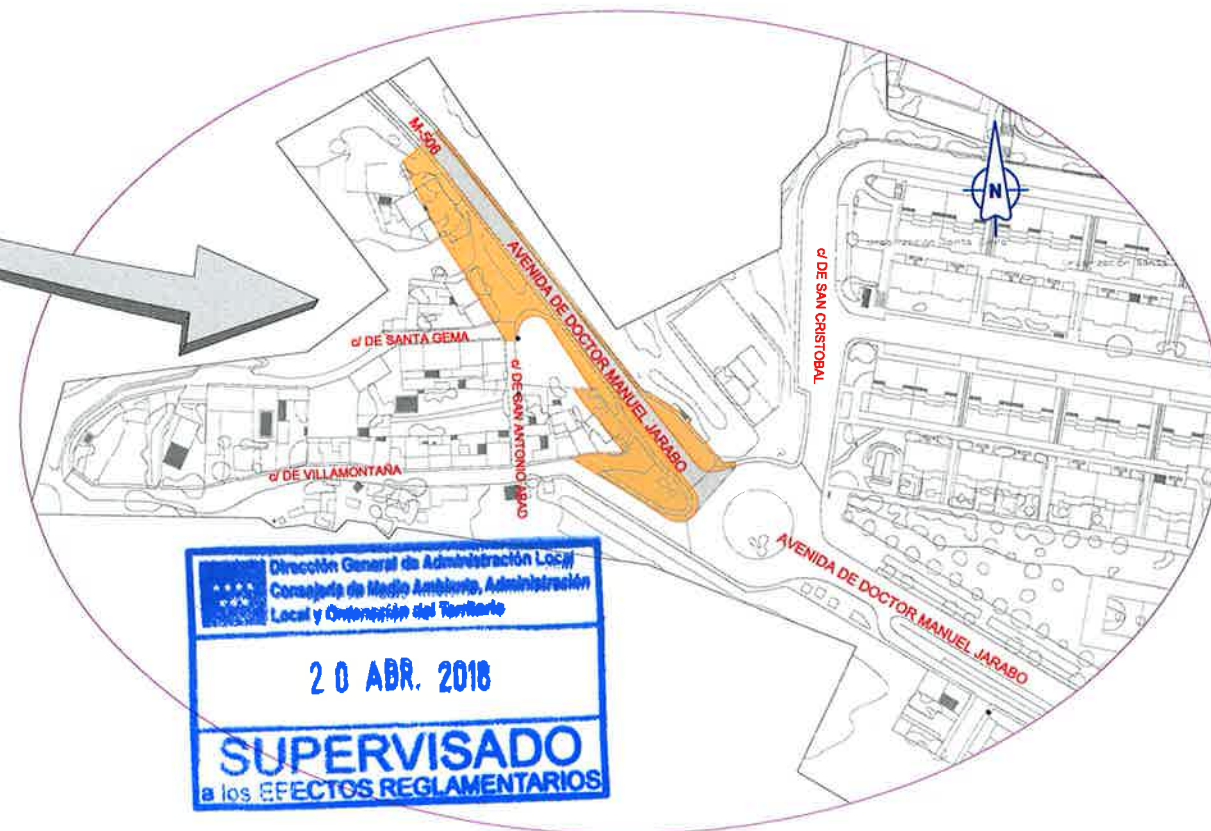 M-506
N
AVENIDA DE DOCTOR MANUEL JARABO
c/ DE SAN CRISTOBAL
c/ DE SANTA GEMA
c/ DE SAN ANTONIO ABAD
c/ DE VILLAMONTAÑA
AVENIDA DE DOCTOR MANUEL JARABO
Dirección General de Administración Local
Consejería de Medio Ambiente, Administración
Local y Ordenación del Territorio
20 ABR. 2018
SUPERVISADO
a los EFECTOS REGLAMENTARIOS